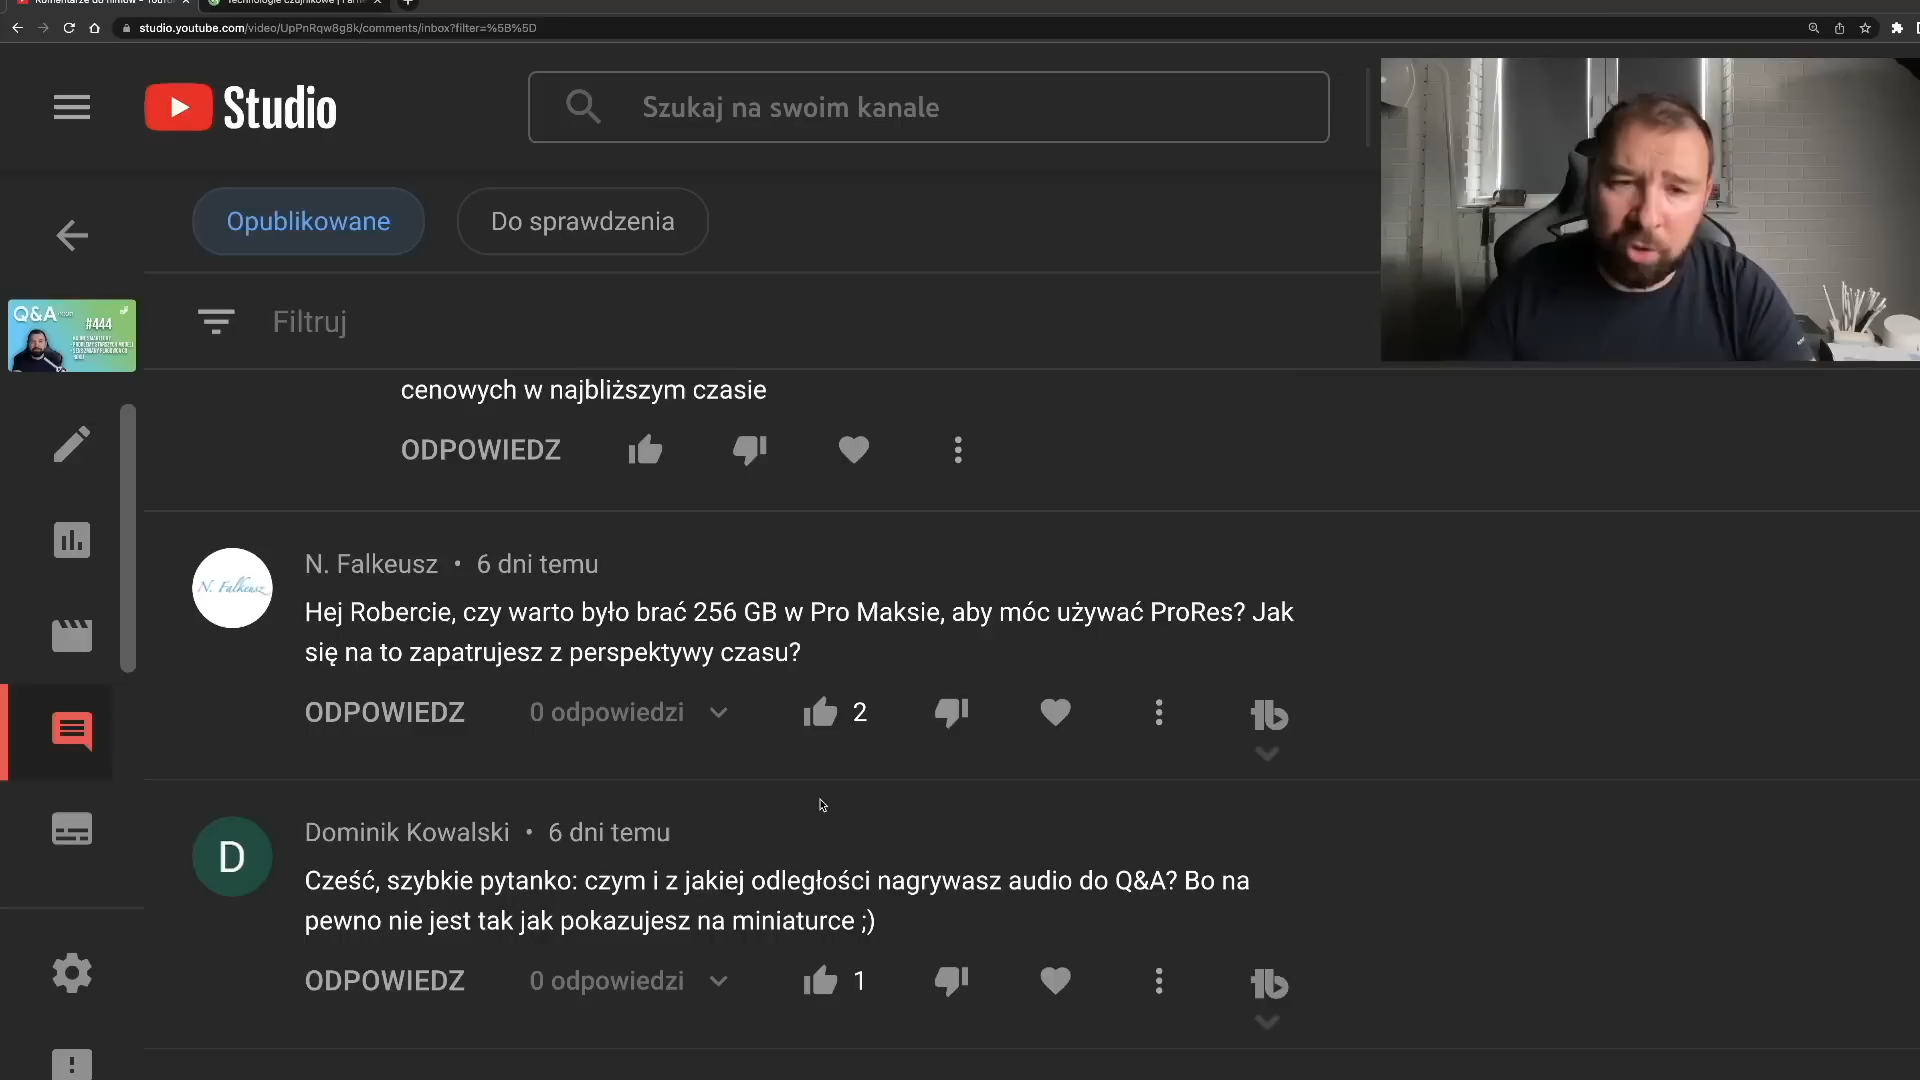 studio.youtube.com/video/UpPnRqw8g8k/comments/inbox?filter=%5B%5D
Studio
Szukaj na swoim kanale
Opublikowane
Do sprawdzenia
Q&A
#444
Filtruj
cenowych w najbliższym czasie
ODPOWIEDZ
N. Falkeusz
N. Falkeusz • 6 dni temu
Hej Robercie, czy warto było brać 256 GB w Pro Maksie, aby móc używać ProRes? Jak
się na to zapatrujesz z perspektywy czasu?
ODPOWIEDZ
0 odpowiedzi
2
D
Dominik Kowalski • 6 dni temu
Cześć, szybkie pytanko: czym i z jakiej odległości nagrywasz audio do Q&A? Bo na
pewno nie jest tak jak pokazujesz na miniaturce ;)
ODPOWIEDZ
0 odpowiedzi
1